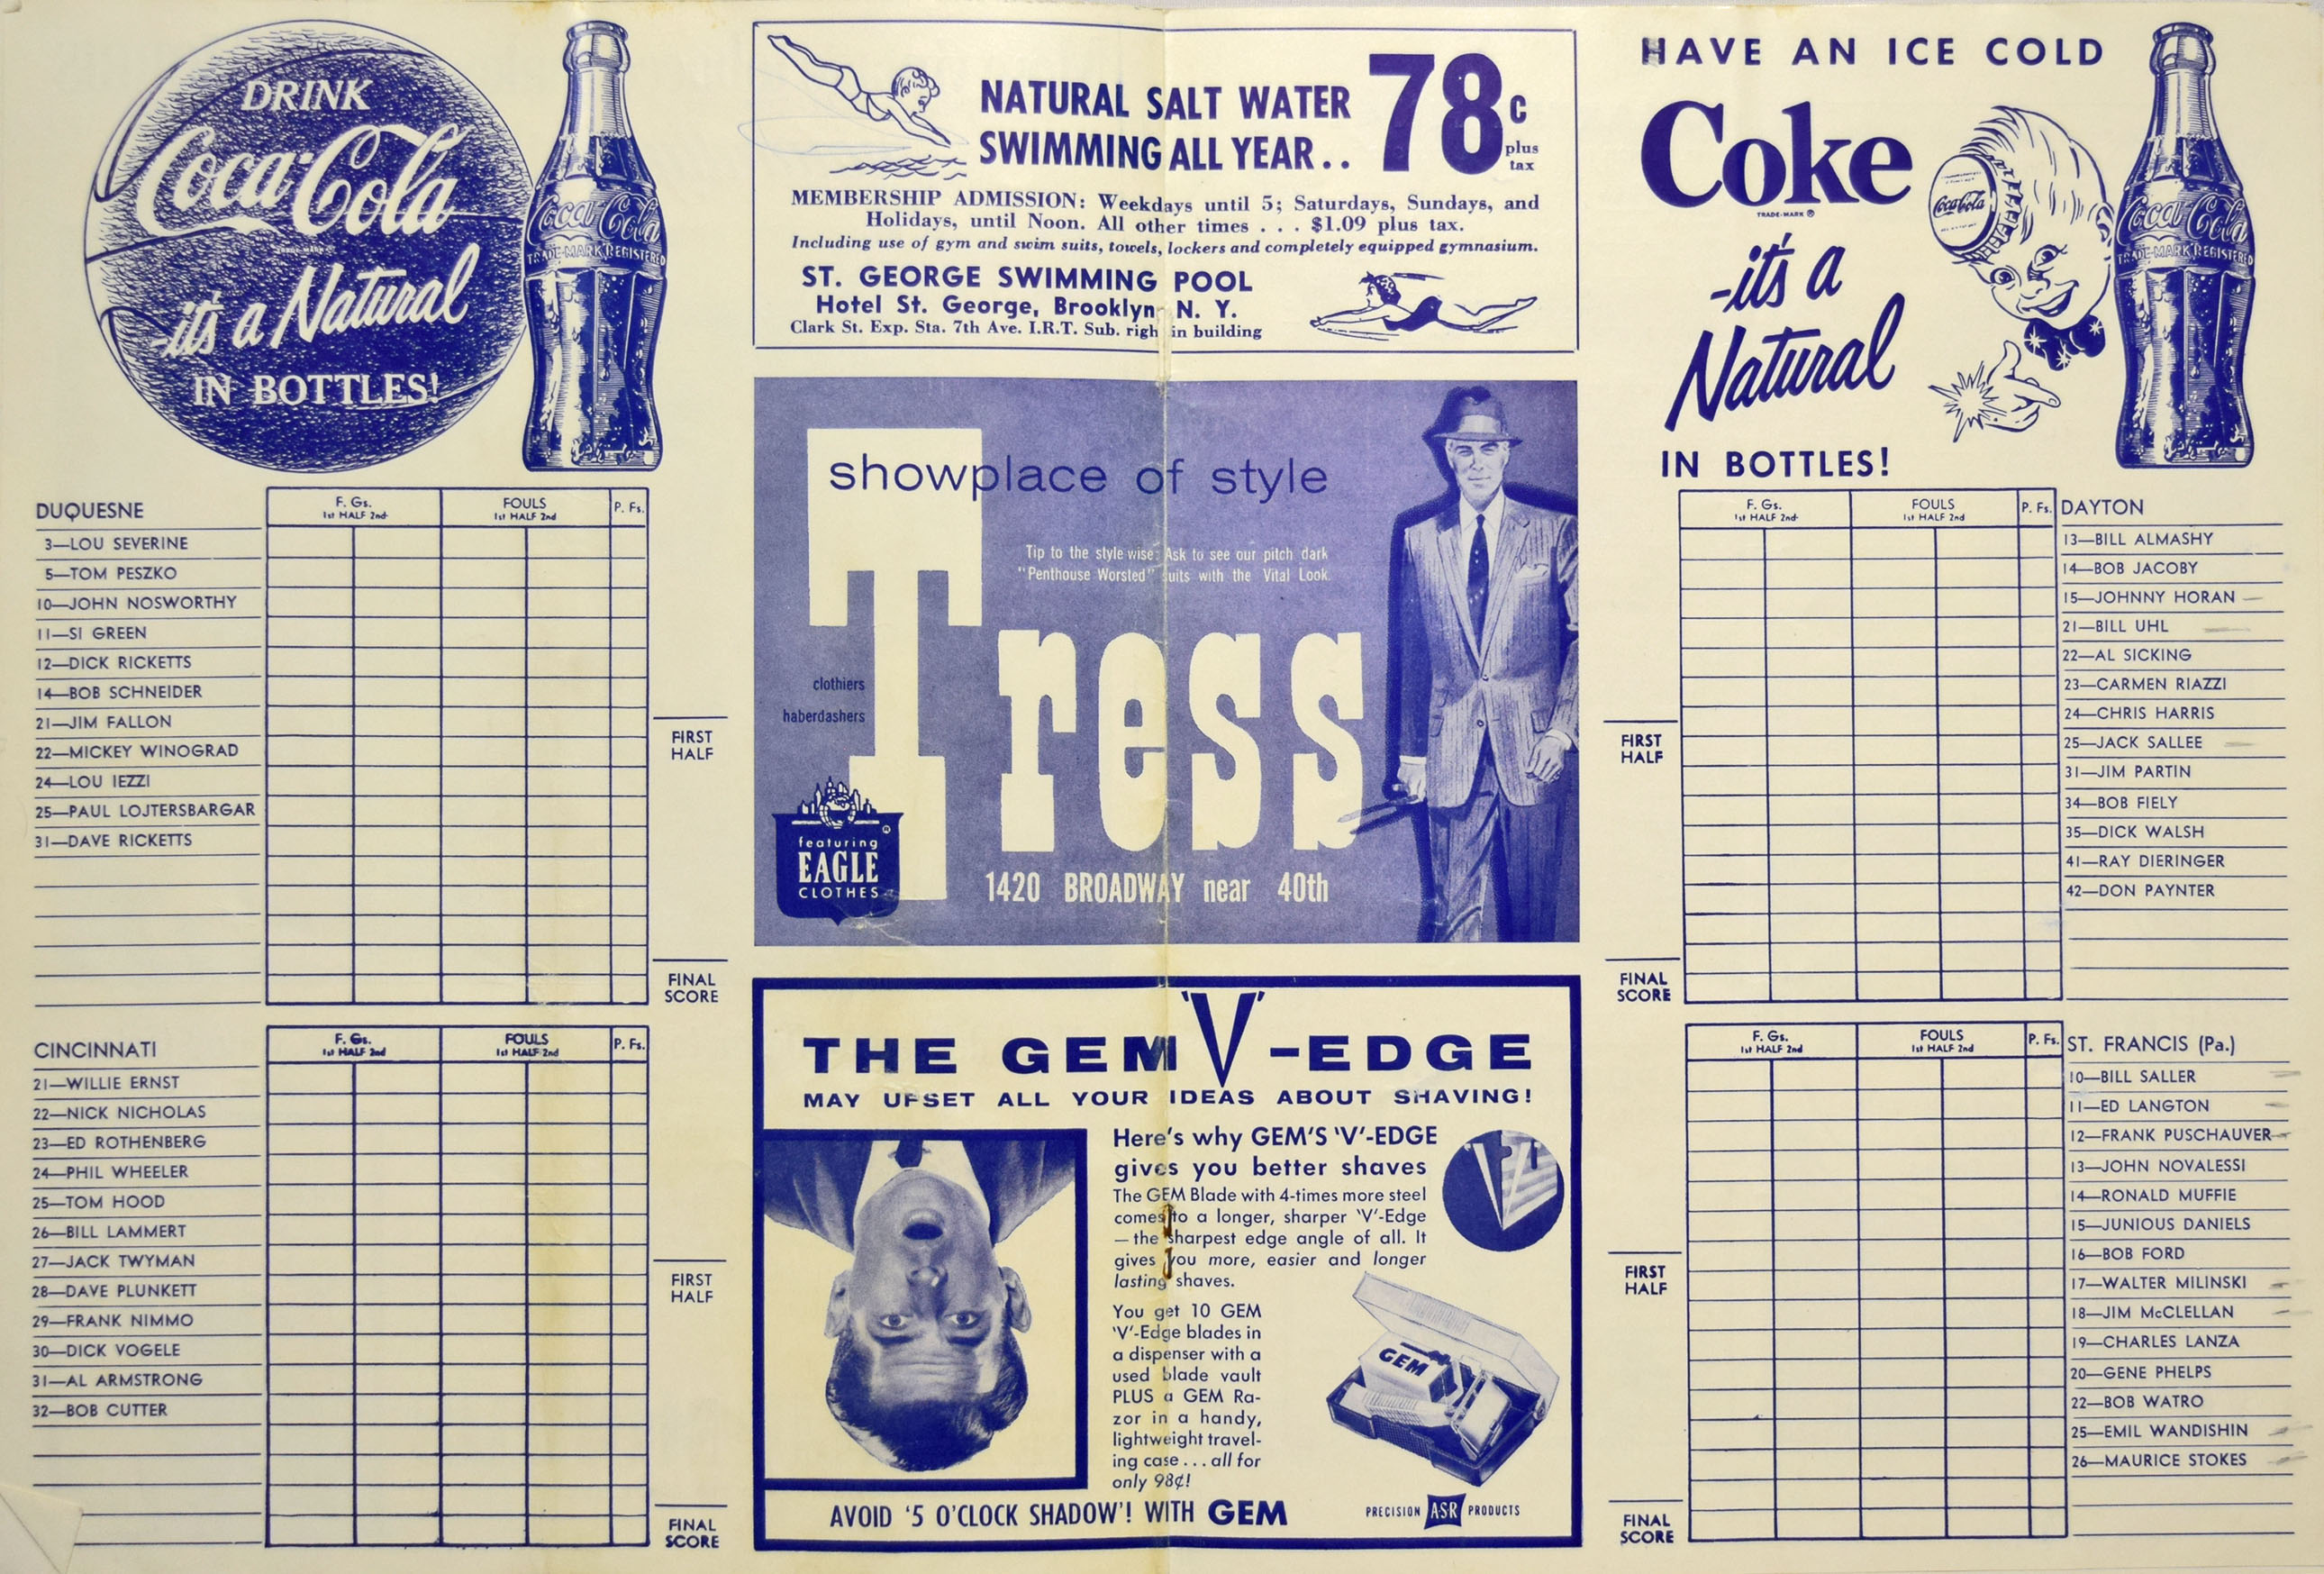 DRINK
Coca-Cola
-it's a Natural
IN BOTTLES!
Coca-Cola
TRADE-MARK REGISTERED
DUQUESNE
F. Gs.
1st HALF 2nd
FOULS
1st HALF 2nd
P. Fs.
3—LOU SEVERINE
5—TOM PESZKO
10—JOHN NOSWORTHY
11—SI GREEN
12—DICK RICKETTS
14—BOB SCHNEIDER
21—JIM FALLON
22—MICKEY WINOGRAD
24—LOU IEZZI
25—PAUL LOJTERSBARGAR
31—DAVE RICKETTS
FIRST
HALF
FINAL
SCORE
CINCINNATI
F. Gs.
1st HALF 2nd
FOULS
1st HALF 2nd
P. Fs.
21—WILLIE ERNST
22—NICK NICHOLAS
23—ED ROTHENBERG
24—PHIL WHEELER
25—TOM HOOD
26—BILL LAMMERT
27—JACK TWYMAN
28—DAVE PLUNKETT
29—FRANK NIMMO
30—DICK VOGELE
31—AL ARMSTRONG
32—BOB CUTTER
FIRST
HALF
FINAL
SCORE
NATURAL SALT WATER
SWIMMING ALL YEAR..
78c
plus
tax
MEMBERSHIP ADMISSION: Weekdays until 5; Saturdays, Sundays, and
Holidays, until Noon. All other times . . . $1.09 plus tax.
Including use of gym and swim suits, towels, lockers and completely equipped gymnasium.
ST. GEORGE SWIMMING POOL
Hotel St. George, Brooklyn, N. Y.
Clark St. Exp. Sta. 7th Ave. I.R.T. Sub. righ in building
showplace of style
Tip to the style-wise: Ask to see our pitch dark
"Penthouse Worsted" suits with the Vital Look.
Tress
clothiers
haberdashers
featuring
EAGLE
CLOTHES
®
1420 BROADWAY near 40th
THE GEM 'V'-EDGE
MAY UPSET ALL YOUR IDEAS ABOUT SHAVING!
Here's why GEM'S 'V'-EDGE
gives you better shaves
The GEM Blade with 4-times more steel
comes to a longer, sharper 'V'-Edge
—the sharpest edge angle of all. It
gives you more, easier and longer
lasting shaves.
You get 10 GEM
'V'-Edge blades in
a dispenser with a
used blade vault
PLUS a GEM Ra-
zor in a handy,
lightweight travel-
ing case . . . all for
only 98¢!
GEM
AVOID '5 O'CLOCK SHADOW'! WITH GEM
PRECISION ASR PRODUCTS
HAVE AN ICE COLD
Coke
TRADE-MARK ®
-it's a
Natural
IN BOTTLES!
Coca-Cola
Coca-Cola
TRADE-MARK REGISTERED
F. Gs.
1st HALF 2nd
FOULS
1st HALF 2nd
P. Fs.
DAYTON
13—BILL ALMASHY
14—BOB JACOBY
15—JOHNNY HORAN
21—BILL UHL
22—AL SICKING
23—CARMEN RIAZZI
24—CHRIS HARRIS
25—JACK SALLEE
31—JIM PARTIN
34—BOB FIELY
35—DICK WALSH
41—RAY DIERINGER
42—DON PAYNTER
FIRST
HALF
FINAL
SCORE
F. Gs.
1st HALF 2nd
FOULS
1st HALF 2nd
P. Fs.
ST. FRANCIS (Pa.)
10—BILL SALLER
11—ED LANGTON
12—FRANK PUSCHAUVER
13—JOHN NOVALESSI
14—RONALD MUFFIE
15—JUNIOUS DANIELS
16—BOB FORD
17—WALTER MILINSKI
18—JIM McCLELLAN
19—CHARLES LANZA
20—GENE PHELPS
22—BOB WATRO
25—EMIL WANDISHIN
26—MAURICE STOKES
FIRST
HALF
FINAL
SCORE